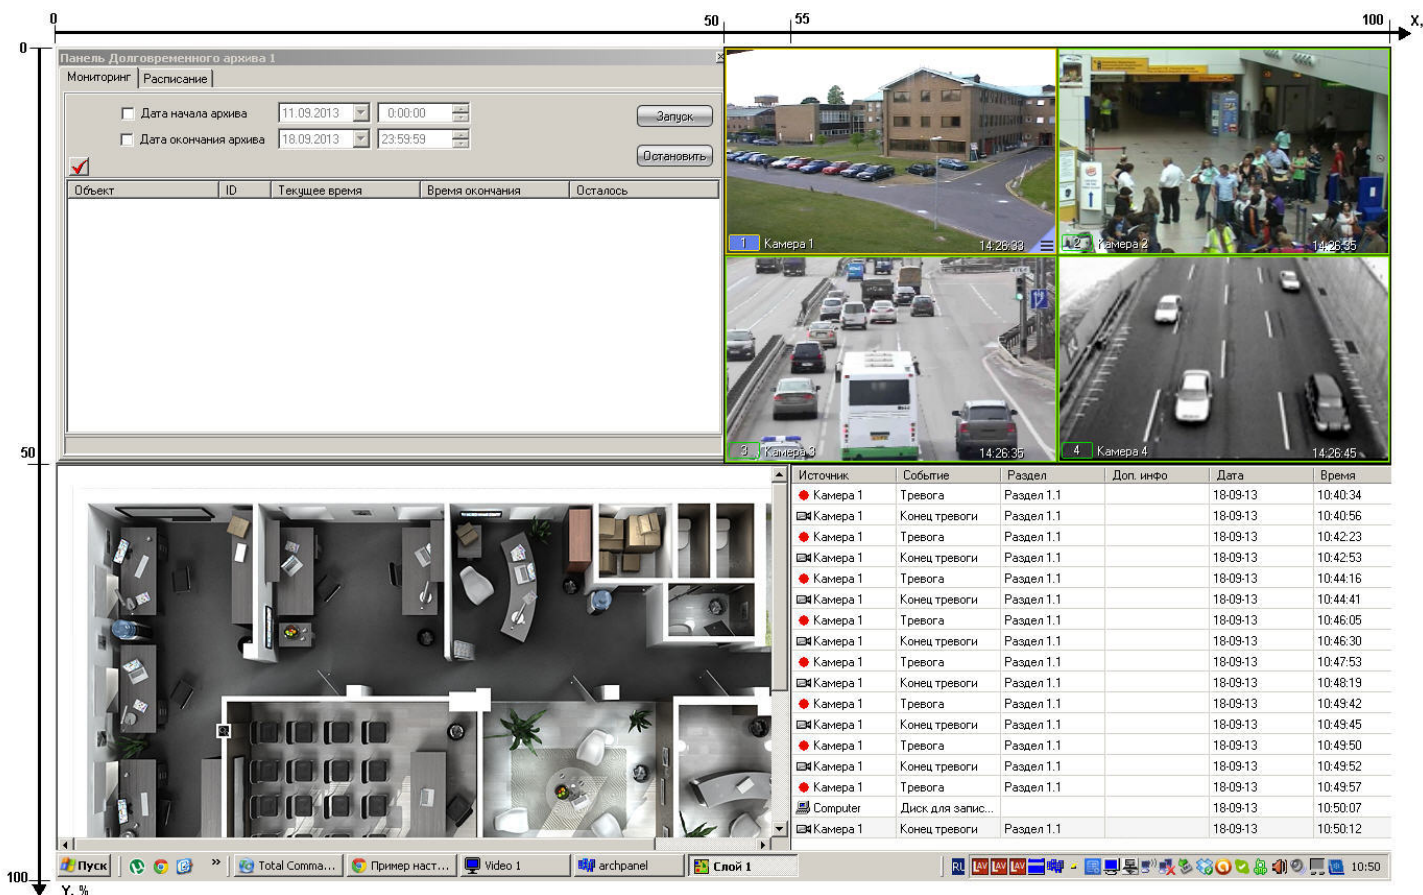 0 50 55 100 X,
0
Панель Долговременного архива 1
Мониторинг Расписание
Дата начала архива 11.09.2013 0:00:00 Запуск
Дата окончания архива 18.09.2013 23:59:59
Остановить
Объект ID Текущее время Время окончания Осталось
1 Камера 1 14:26:33 2 Камера 2 14:26:35
3 Камера 3 14:26:35 4 Камера 4 14:26:45
50
Источник Событие Раздел Доп. инфо Дата Время
Камера 1 Тревога Раздел 1.1 18-09-13 10:40:34
Камера 1 Конец тревоги Раздел 1.1 18-09-13 10:40:56
Камера 1 Тревога Раздел 1.1 18-09-13 10:42:23
Камера 1 Конец тревоги Раздел 1.1 18-09-13 10:42:53
Камера 1 Тревога Раздел 1.1 18-09-13 10:44:16
Камера 1 Конец тревоги Раздел 1.1 18-09-13 10:44:41
Камера 1 Тревога Раздел 1.1 18-09-13 10:46:05
Камера 1 Конец тревоги Раздел 1.1 18-09-13 10:46:30
Камера 1 Тревога Раздел 1.1 18-09-13 10:47:53
Камера 1 Конец тревоги Раздел 1.1 18-09-13 10:48:19
Камера 1 Тревога Раздел 1.1 18-09-13 10:49:42
Камера 1 Конец тревоги Раздел 1.1 18-09-13 10:49:45
Камера 1 Тревога Раздел 1.1 18-09-13 10:49:50
Камера 1 Конец тревоги Раздел 1.1 18-09-13 10:49:52
Камера 1 Тревога Раздел 1.1 18-09-13 10:49:57
Computer Диск для запис... 18-09-13 10:50:07
Камера 1 Конец тревоги Раздел 1.1 18-09-13 10:50:12
Пуск » Total Comma... Пример наст... Video 1 archpanel Слой 1 RL LAV LAV LAV 10:50
100
Y, %